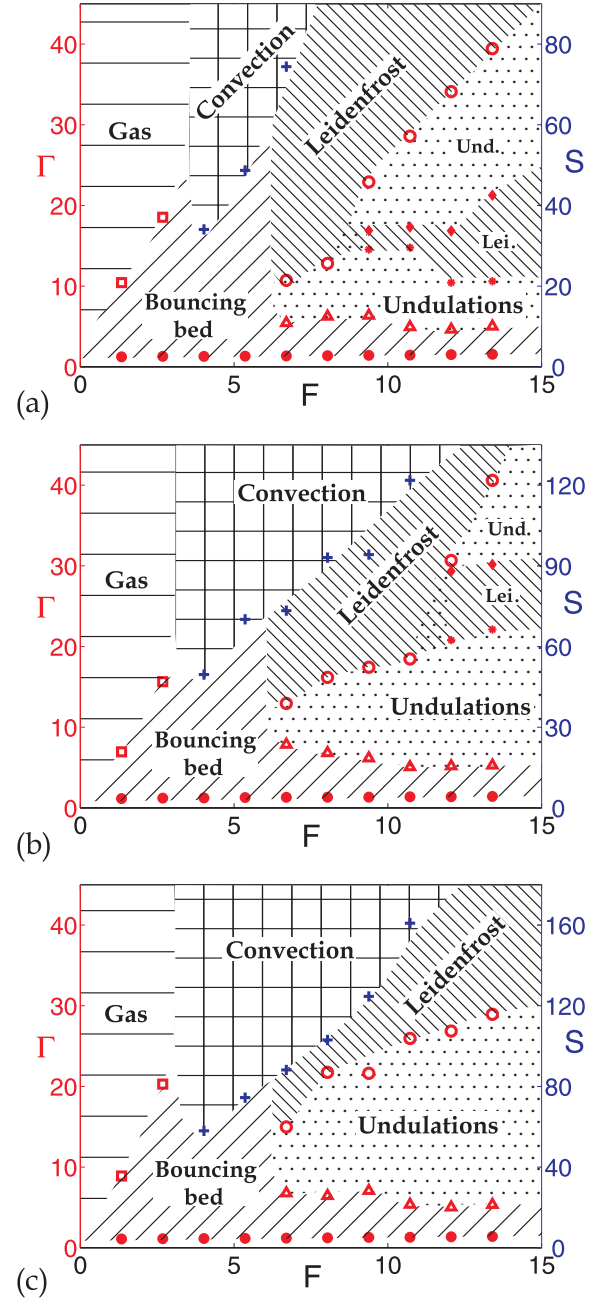 40
30
20
10
0
Γ
80
60
40
20
0
S
Gas
Convection
Leidenfrost
Und.
Lei.
Bouncing
bed
Undulations
0 5 10 15
F
(a)
40
30
20
10
0
Γ
120
90
60
30
0
S
Convection
Gas
Leidenfrost
Und.
Lei.
Undulations
Bouncing
bed
0 5 10 15
F
(b)
40
30
20
10
0
Γ
160
120
80
40
0
S
Convection
Leidenfrost
Gas
Undulations
Bouncing
bed
0 5 10 15
F
(c)